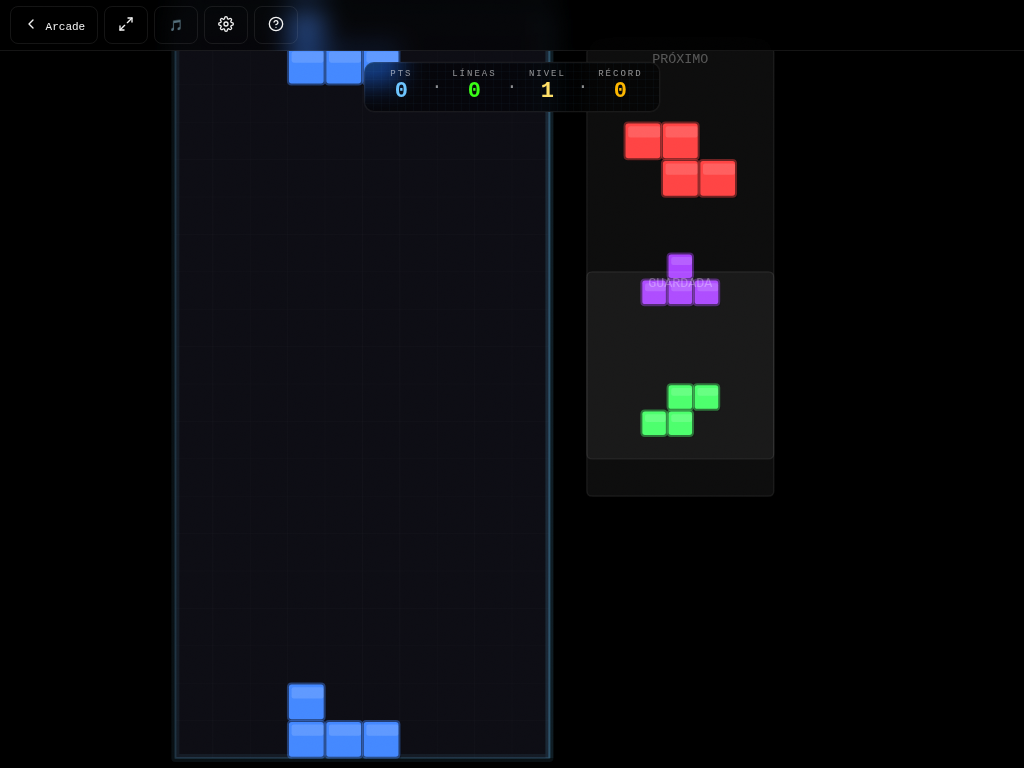 Arcade
PRÓXIMO
PTS LÍNEAS NIVEL RÉCORD
0 · 0 · 1 · 0
GUARDADA